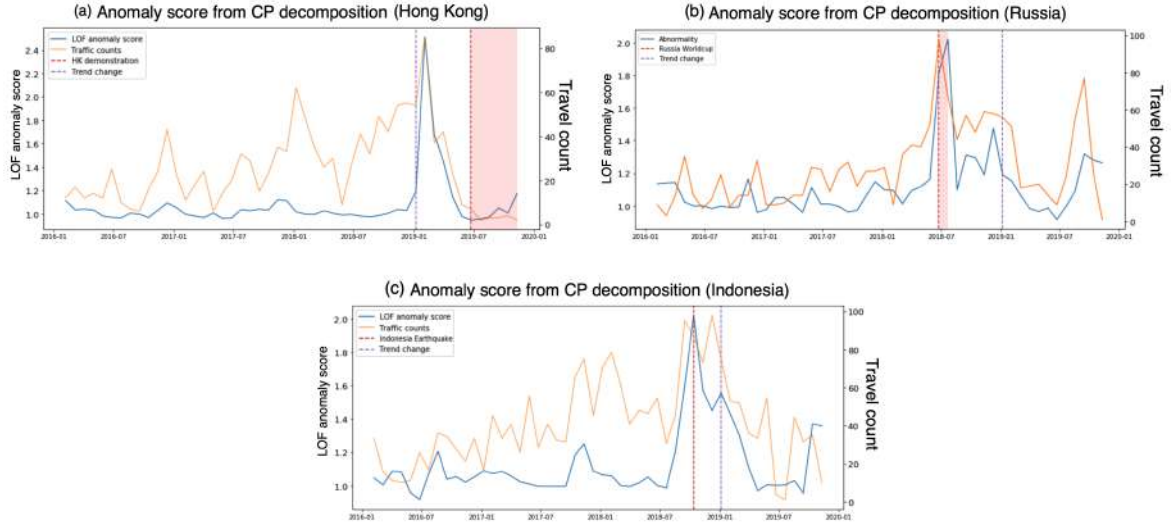 (a) Anomaly score from CP decomposition (Hong Kong)
LOF anomaly score
Traffic counts
HK demonstration
Trend change
LOF anomaly score
2.4
2.2
2.0
1.8
1.6
1.4
1.2
1.0
80
60
40
20
0
Travel count
2016-01 2016-07 2017-01 2017-07 2018-01 2018-07 2019-01 2019-07 2020-01
(b) Anomaly score from CP decomposition (Russia)
Abnormality
Russia Worldcup
Trend change
LOF anomaly score
2.0
1.8
1.6
1.4
1.2
1.0
100
80
60
40
20
0
Travel count
2016-01 2016-07 2017-01 2017-07 2018-01 2018-07 2019-01 2019-07 2020-01
(c) Anomaly score from CP decomposition (Indonesia)
LOF anomaly score
Traffic counts
Indonesia Earthquake
Trend change
LOF anomaly score
2.0
1.8
1.6
1.4
1.2
1.0
100
80
60
40
20
0
Travel count
2016-01 2016-07 2017-01 2017-07 2018-01 2018-07 2019-01 2019-07 2020-01